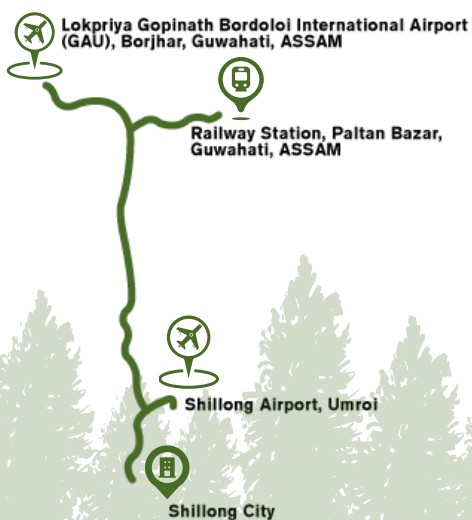 Lokpriya Gopinath Bordoloi International Airport
(GAU), Borjhar, Guwahati, ASSAM
Railway Station, Paltan Bazar,
Guwahati, ASSAM
Shillong Airport, Umroi
Shillong City